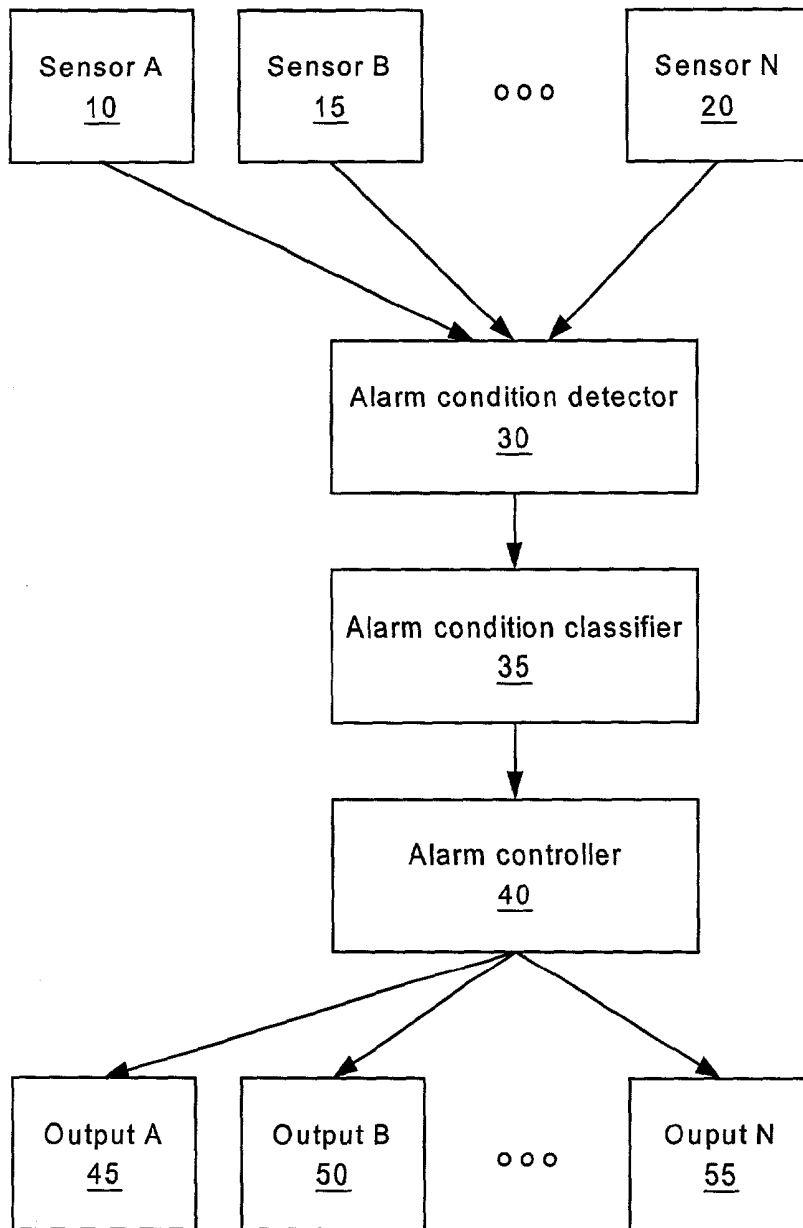 Sensor A
10
Sensor B
15
ooo
Sensor N
20
Alarm condition detector
30
Alarm condition classifier
35
Alarm controller
40
Output A
45
Output B
50
ooo
Ouput N
55